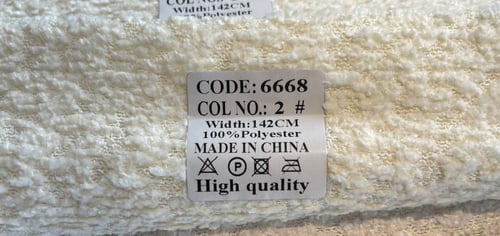 Width:142CM
CODE:6668
COL NO.: 2 #
Width:142CM
100%Polyester
MADE IN CHINA
P
High quality